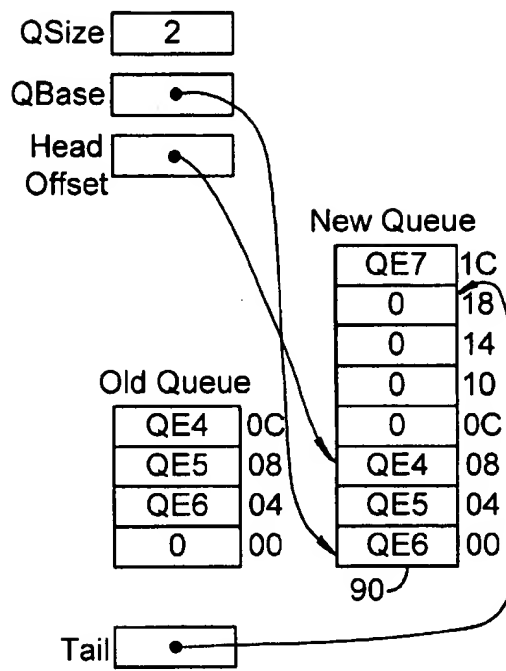 QSize 2
QBase
Head
Offset
New Queue
QE7 1C
0 18
0 14
0 10
0 0C
QE4 08
QE5 04
QE6 00
90
Old Queue
QE4 0C
QE5 08
QE6 04
0 00
Tail